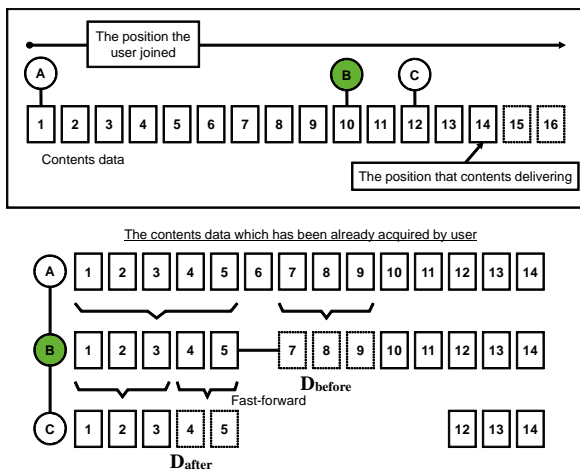 The position the
user joined
A
B
C
1 2 3 4 5 6 7 8 9 10 11 12 13 14 15 16
Contents data
The position that contents delivering
The contents data which has been already acquired by user
A 1 2 3 4 5 6 7 8 9 10 11 12 13 14
B 1 2 3 4 5 7 8 9 10 11 12 13 14
Dbefore
Fast-forward
C 1 2 3 4 5 12 13 14
Dafter